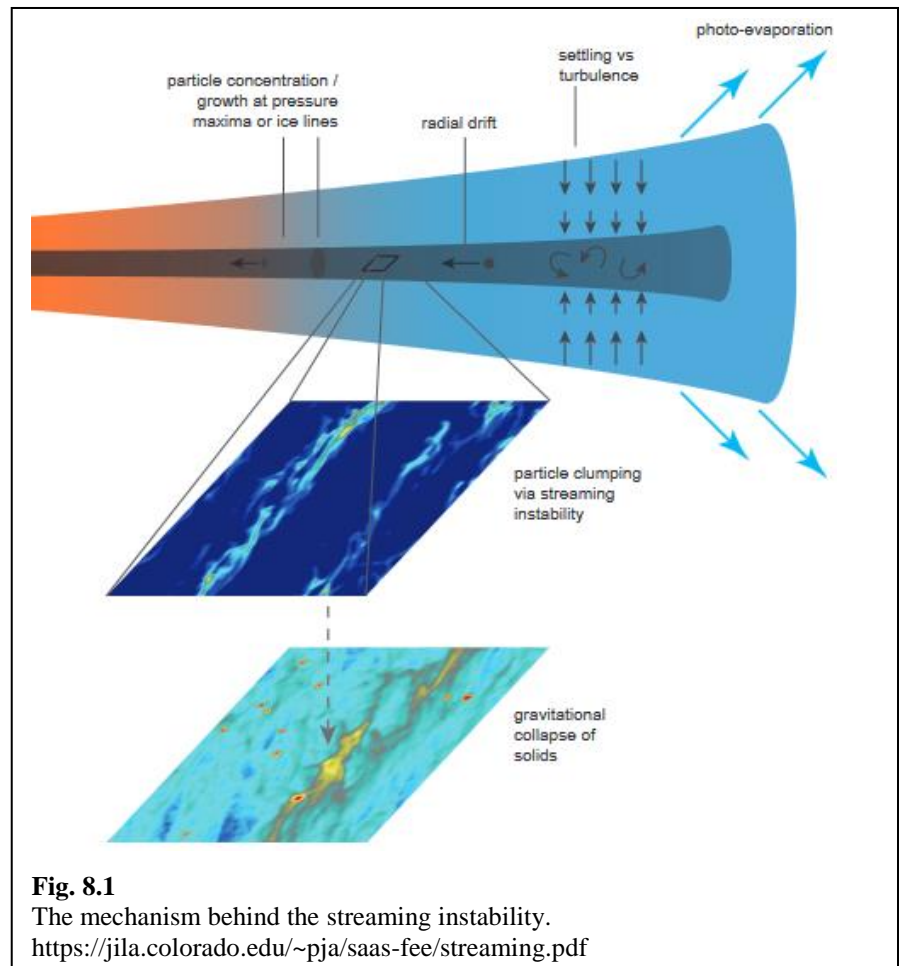 photo-evaporation
settling vs
turbulence
particle concentration /
growth at pressure
maxima or ice lines
radial drift
particle clumping
via streaming
instability
gravitational
collapse of
solids
Fig. 8.1
The mechanism behind the streaming instability.
https://jila.colorado.edu/~pja/saas-fee/streaming.pdf